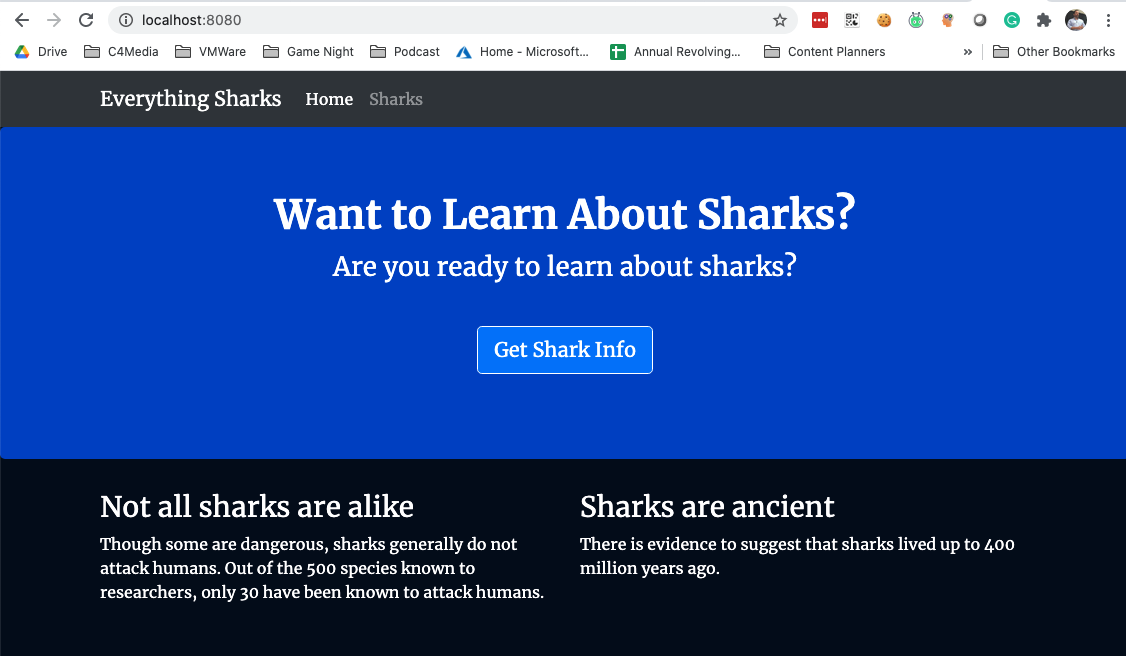 localhost:8080
Drive C4Media VMWare Game Night Podcast Home - Microsoft... Annual Revolving... Content Planners » Other Bookmarks
Everything Sharks Home Sharks
Want to Learn About Sharks?
Are you ready to learn about sharks?
Get Shark Info
Not all sharks are alike
Though some are dangerous, sharks generally do not
attack humans. Out of the 500 species known to
researchers, only 30 have been known to attack humans.
Sharks are ancient
There is evidence to suggest that sharks lived up to 400
million years ago.